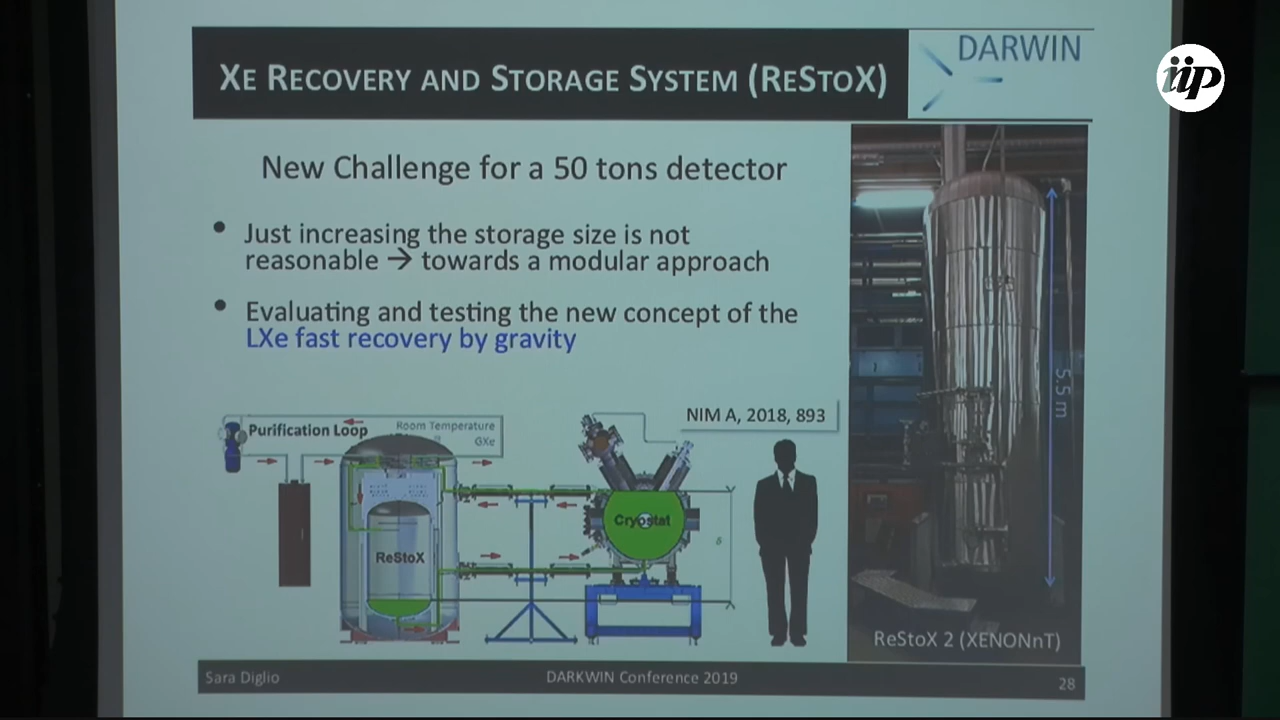 XE RECOVERY AND STORAGE SYSTEM (RESTOX)
DARWIN
iip
New Challenge for a 50 tons detector
• Just increasing the storage size is not
reasonable → towards a modular approach
• Evaluating and testing the new concept of the
LXe fast recovery by gravity
NIM A, 2018, 893
Purification Loop
Room Temperature
GXe
ReStoX
Cryostat
5.5 m
ReStoX 2 (XENONnT)
Sara Diglio
DARKWIN Conference 2019
28